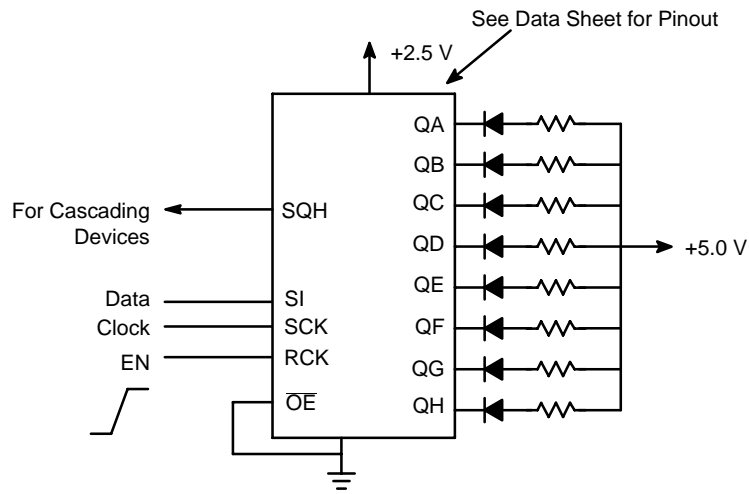 See Data Sheet for Pinout
+2.5 V
QA
QB
QC
QD
QE
QF
QG
QH
+5.0 V
For Cascading
Devices
SQH
Data
SI
Clock
SCK
EN
RCK
OE